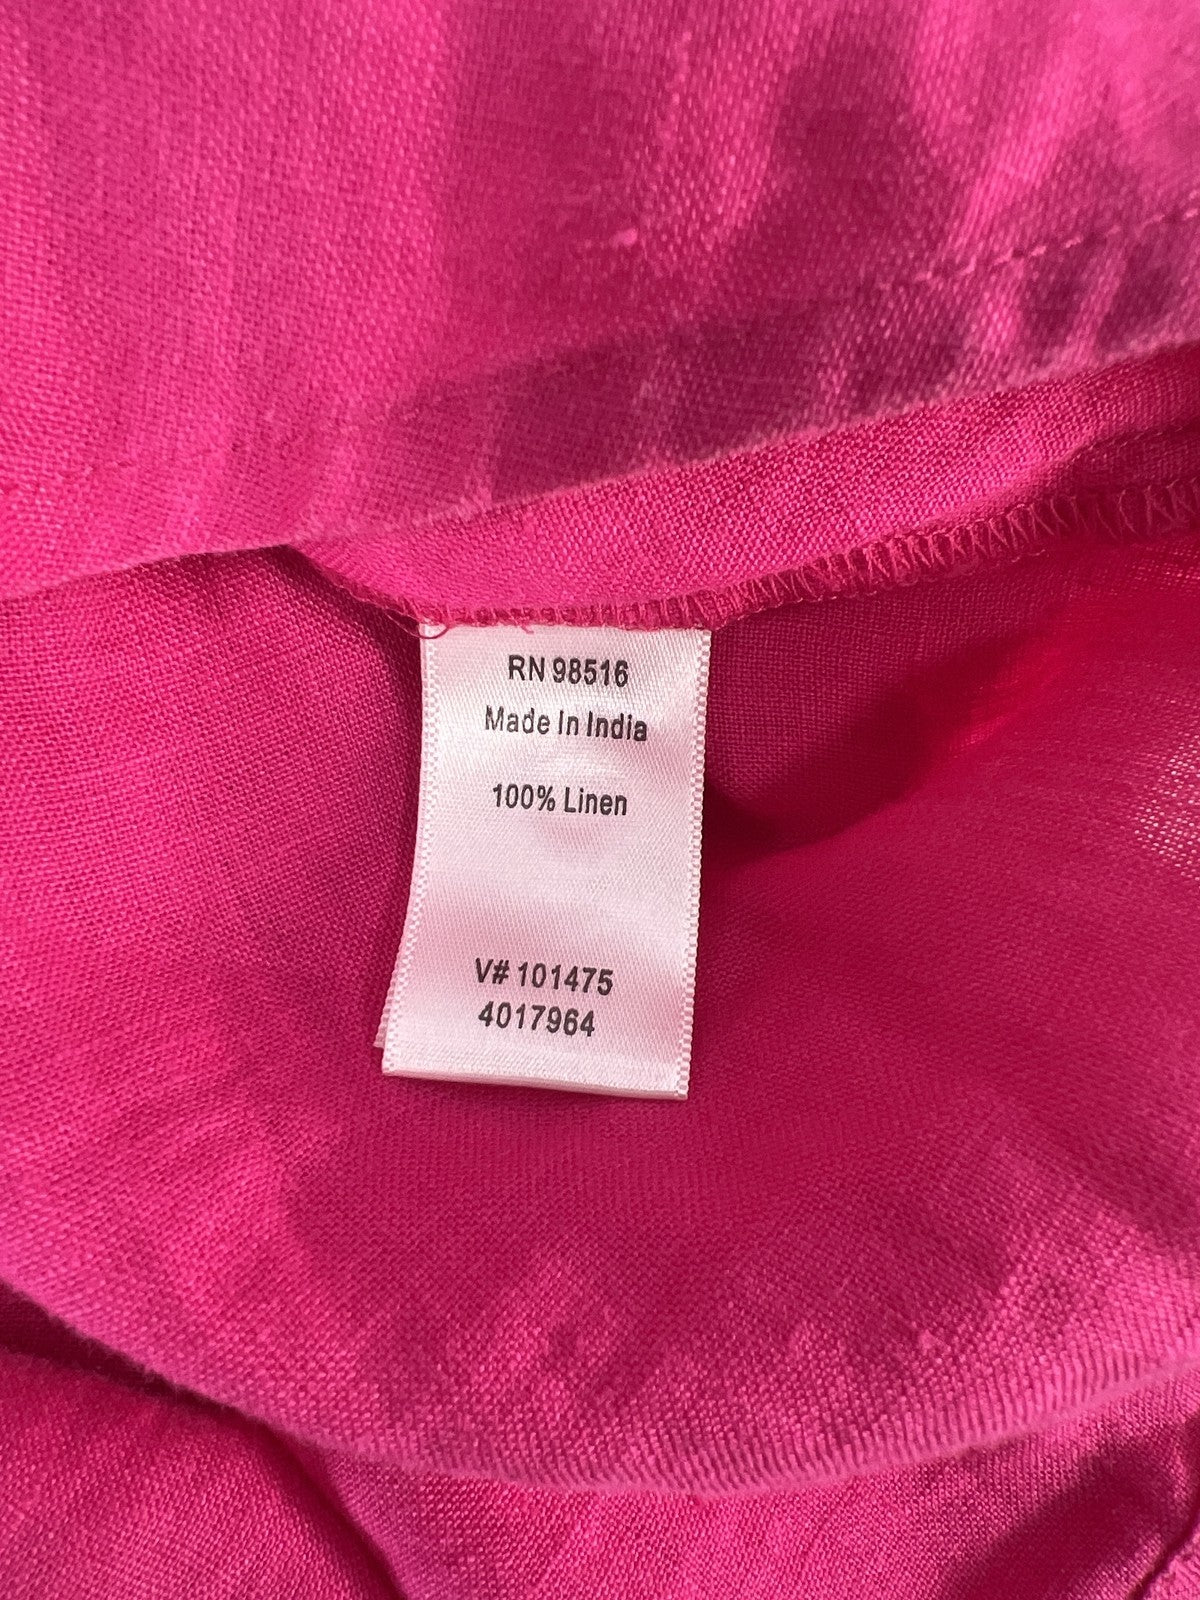 RN 98516
Made In India
100% Linen
V# 101475
4017964